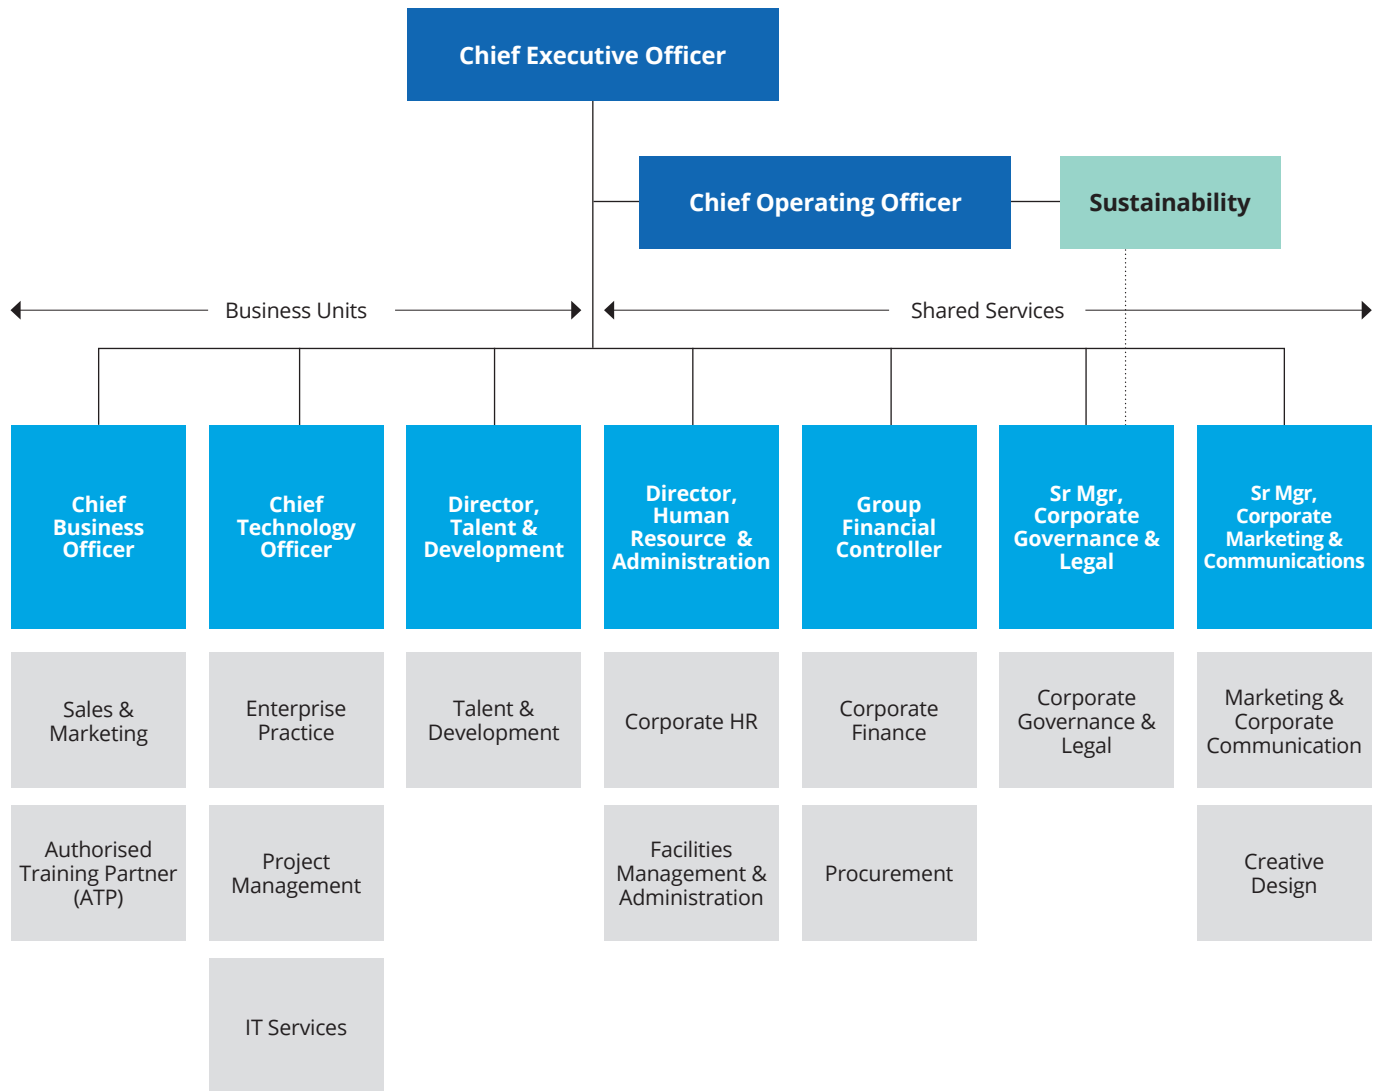 Chief Executive Officer
Chief Operating Officer
Sustainability
Business Units
Shared Services
Chief
Business
Officer
Chief
Technology
Officer
Director,
Talent &
Development
Director,
Human
Resource &
Administration
Group
Financial
Controller
Sr Mgr,
Corporate
Governance &
Legal
Sr Mgr,
Corporate
Marketing &
Communications
Sales &
Marketing
Enterprise
Practice
Talent &
Development
Corporate HR
Corporate
Finance
Corporate
Governance &
Legal
Marketing &
Corporate
Communication
Authorised
Training Partner
(ATP)
Project
Management
Facilities
Management &
Administration
Procurement
Creative
Design
IT Services